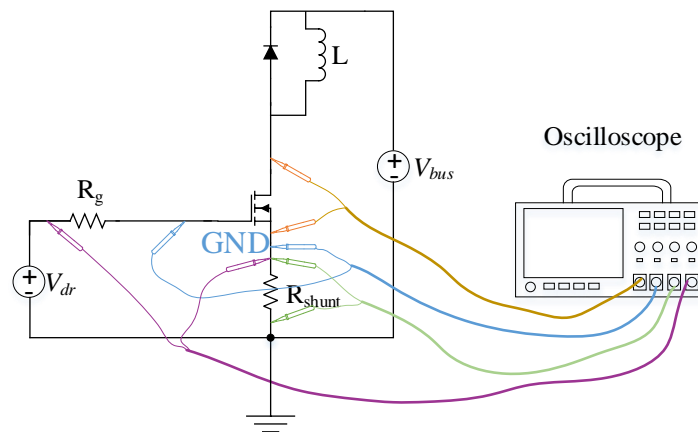 L
Oscilloscope
V_bus
R_g
GND
V_dr
R_shunt